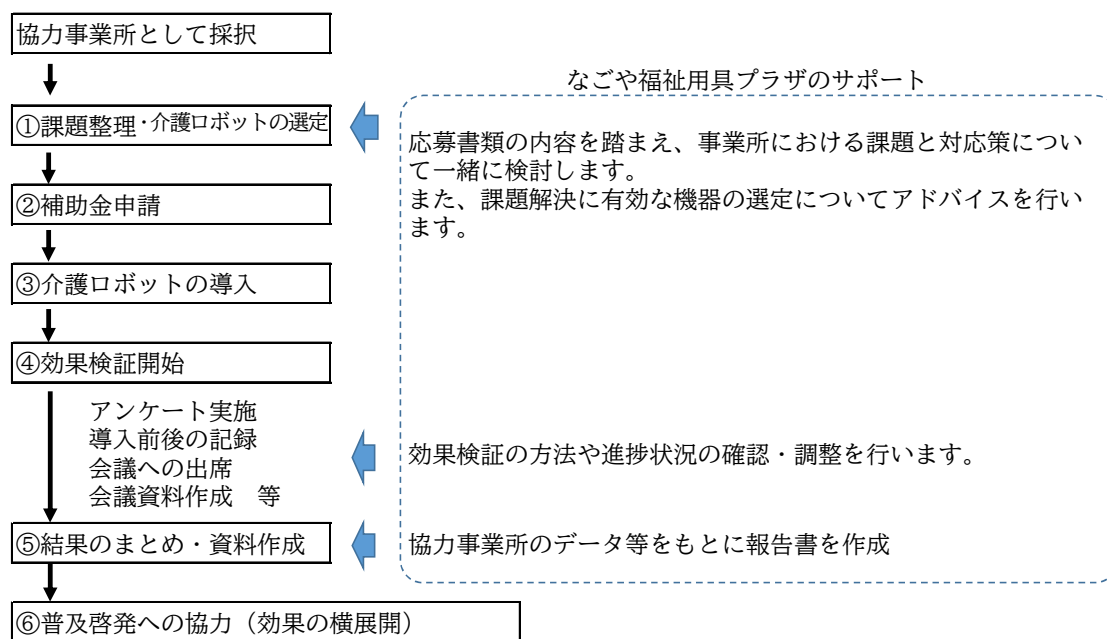 協力事業所として採択
なごや福祉用具プラザのサポート
①課題整理・介護ロボットの選定
応募書類の内容を踏まえ、事業所における課題と対応策につい
て一緒に検討します。
また、課題解決に有効な機器の選定についてアドバイスを行い
ます。
②補助金申請
③介護ロボットの導入
④効果検証開始
アンケート実施
導入前後の記録
会議への出席
会議資料作成　等
効果検証の方法や進捗状況の確認・調整を行います。
⑤結果のまとめ・資料作成
協力事業所のデータ等をもとに報告書を作成
⑥普及啓発への協力（効果の横展開）